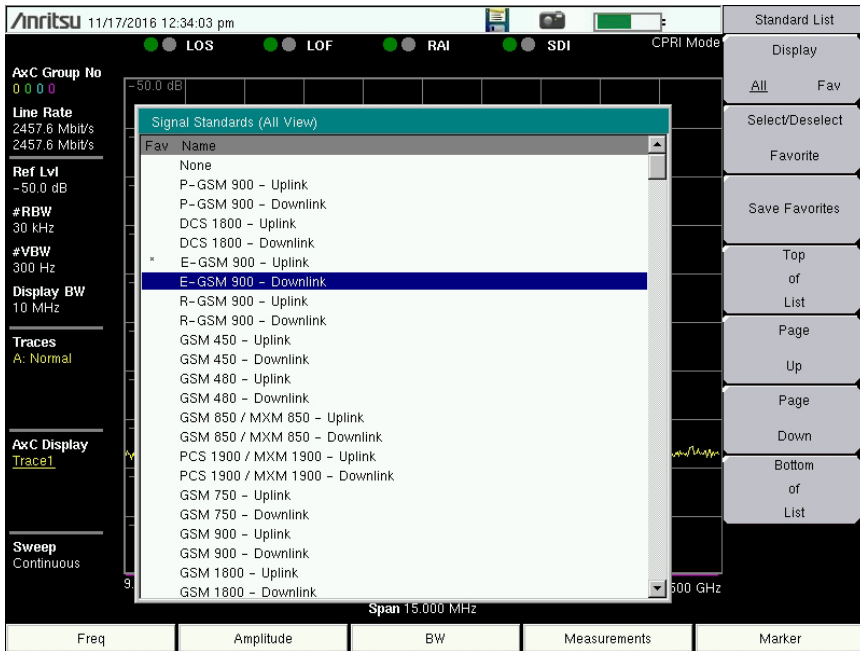 Anritsu 11/17/2016 12:34:03 pm
Standard List
LOS LOF RAI SDI CPRI Mode
AxC Group No
0 0 0 0
Line Rate
2457.6 Mbit/s
2457.6 Mbit/s
Ref Lvl
-50.0 dB
#RBW
30 kHz
#VBW
300 Hz
Display BW
10 MHz
Traces
A: Normal
AxC Display
Trace1
Sweep
Continuous
-50.0 dB
Signal Standards (All View)
Fav Name
None
P-GSM 900 - Uplink
P-GSM 900 - Downlink
DCS 1800 - Uplink
DCS 1800 - Downlink
* E-GSM 900 - Uplink
E-GSM 900 - Downlink
R-GSM 900 - Uplink
R-GSM 900 - Downlink
GSM 450 - Uplink
GSM 450 - Downlink
GSM 480 - Uplink
GSM 480 - Downlink
GSM 850 / MXM 850 - Uplink
GSM 850 / MXM 850 - Downlink
PCS 1900 / MXM 1900 - Uplink
PCS 1900 / MXM 1900 - Downlink
GSM 750 - Uplink
GSM 750 - Downlink
GSM 900 - Uplink
GSM 900 - Downlink
GSM 1800 - Uplink
GSM 1800 - Downlink
9. 500 GHz
Span 15.000 MHz
Display
All Fav
Select/Deselect
Favorite
Save Favorites
Top
of
List
Page
Up
Page
Down
Bottom
of
List
Freq Amplitude BW Measurements Marker